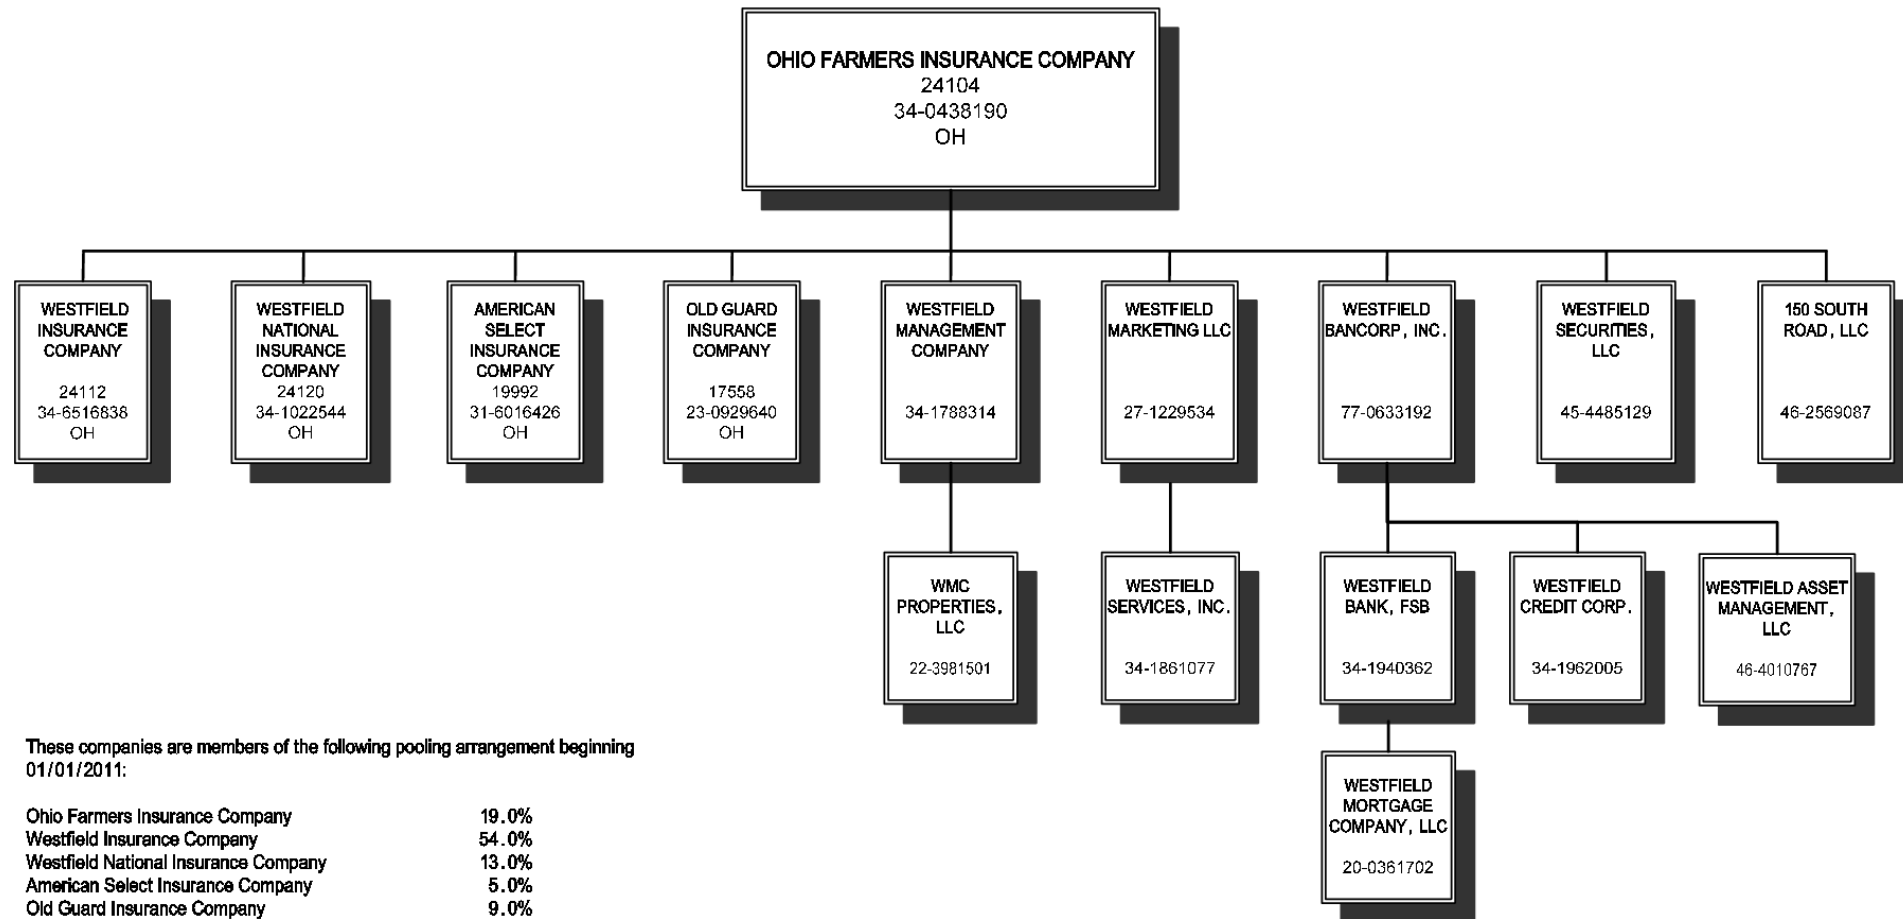 OHIO FARMERS INSURANCE COMPANY
24104
34-0438190
OH
WESTFIELD
INSURANCE
COMPANY
24112
34-6516838
OH
WESTFIELD
NATIONAL
INSURANCE
COMPANY
24120
34-1022544
OH
AMERICAN
SELECT
INSURANCE
COMPANY
19992
31-6016426
OH
OLD GUARD
INSURANCE
COMPANY
17558
23-0929640
OH
WESTFIELD
MANAGEMENT
COMPANY
34-1788314
WESTFIELD
MARKETING LLC
27-1229534
WESTFIELD
BANCORP, INC.
77-0633192
WESTFIELD
SECURITIES,
LLC
45-4485129
150 SOUTH
ROAD, LLC
46-2569087
WMC
PROPERTIES,
LLC
22-3981501
WESTFIELD
SERVICES, INC.
34-1861077
WESTFIELD
BANK, FSB
34-1940362
WESTFIELD
CREDIT CORP.
34-1962005
WESTFIELD ASSET
MANAGEMENT,
LLC
46-4010767
WESTFIELD
MORTGAGE
COMPANY, LLC
20-0361702
These companies are members of the following pooling arrangement beginning
01/01/2011:
Ohio Farmers Insurance Company 19.0%
Westfield Insurance Company 54.0%
Westfield National Insurance Company 13.0%
American Select Insurance Company 5.0%
Old Guard Insurance Company 9.0%